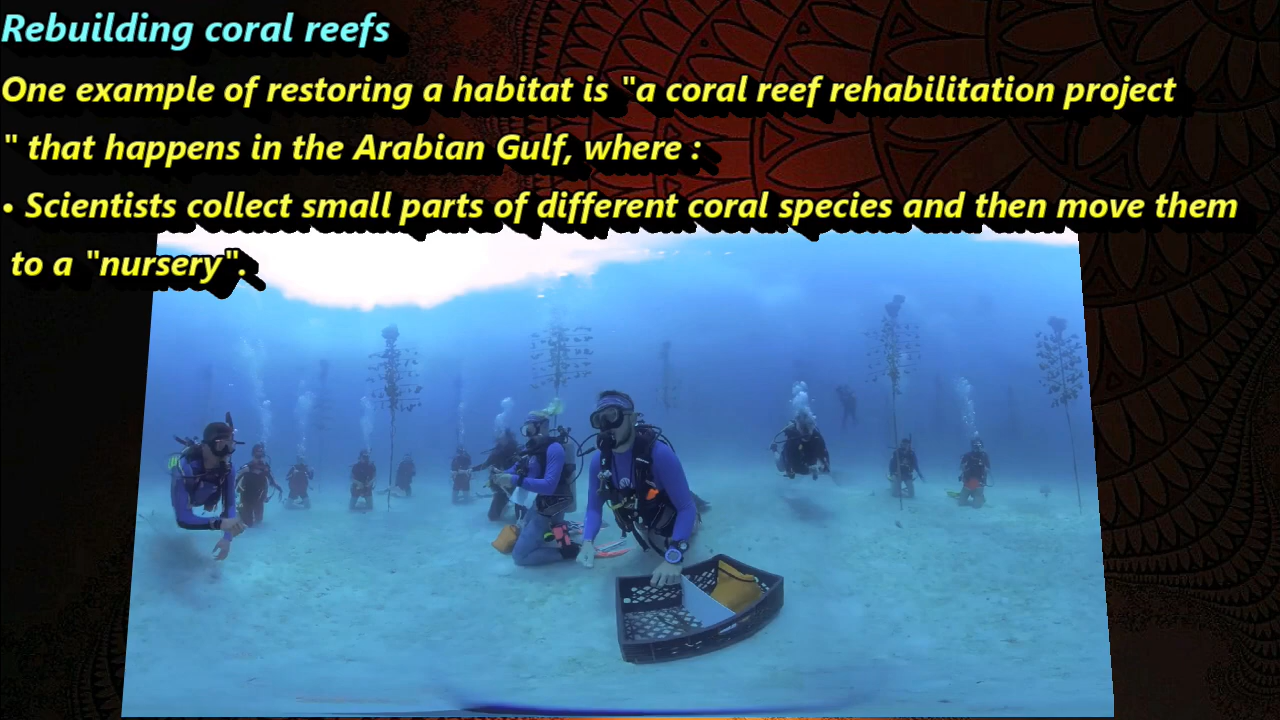 Rebuilding coral reefs
One example of restoring a habitat is "a coral reef rehabilitation project
" that happens in the Arabian Gulf, where :
• Scientists collect small parts of different coral species and then move them
to a "nursery".